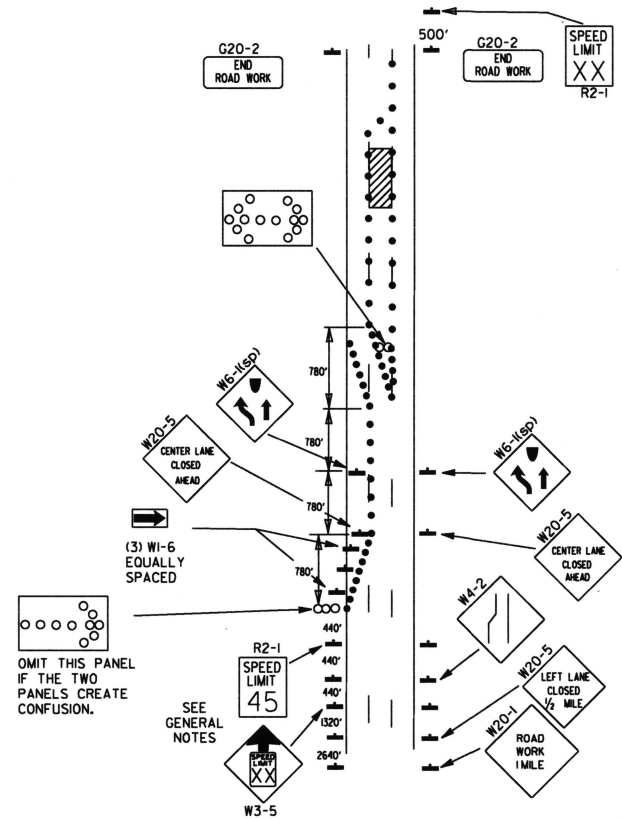 500'
SPEED
LIMIT
XX
R2-1
G20-2
END
ROAD WORK
G20-2
END
ROAD WORK
780'
W6-1(sp)
W20-5
CENTER LANE
CLOSED
AHEAD
780'
780'
W6-1(sp)
W20-5
CENTER LANE
CLOSED
AHEAD
(3) W1-6
EQUALLY
SPACED
780'
OMIT THIS PANEL
IF THE TWO
PANELS CREATE
CONFUSION.
440'
R2-1
SPEED
LIMIT
45
440'
440'
1320'
2640'
SEE
GENERAL
NOTES
SPEED
LIMIT
XX
W3-5
W4-2
W20-5
LEFT LANE
CLOSED
1/2 MILE
W20-1
ROAD
WORK
1 MILE